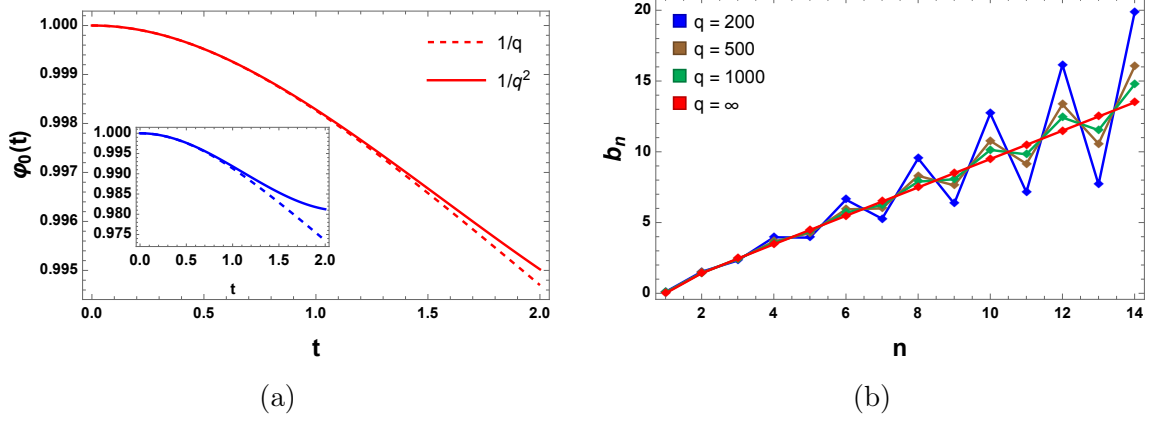 1.000
0.999
0.998
0.997
0.996
0.995
φ₀(t)
1/q
1/q²
1.000
0.995
0.990
0.985
0.980
0.975
0.0 0.5 1.0 1.5 2.0
t
0.0 0.5 1.0 1.5 2.0
t
(a)
20
15
10
5
0
bₙ
q = 200
q = 500
q = 1000
q = ∞
2 4 6 8 10 12 14
n
(b)